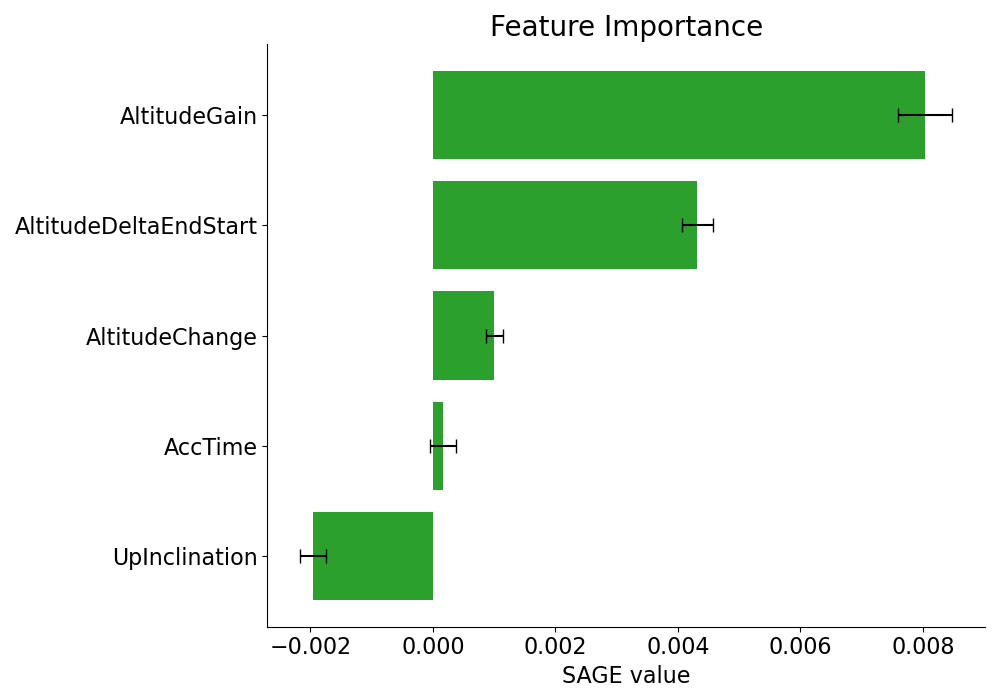 Feature Importance
AltitudeGain
AltitudeDeltaEndStart
AltitudeChange
AccTime
UpInclination
−0.002 0.000 0.002 0.004 0.006 0.008
SAGE value